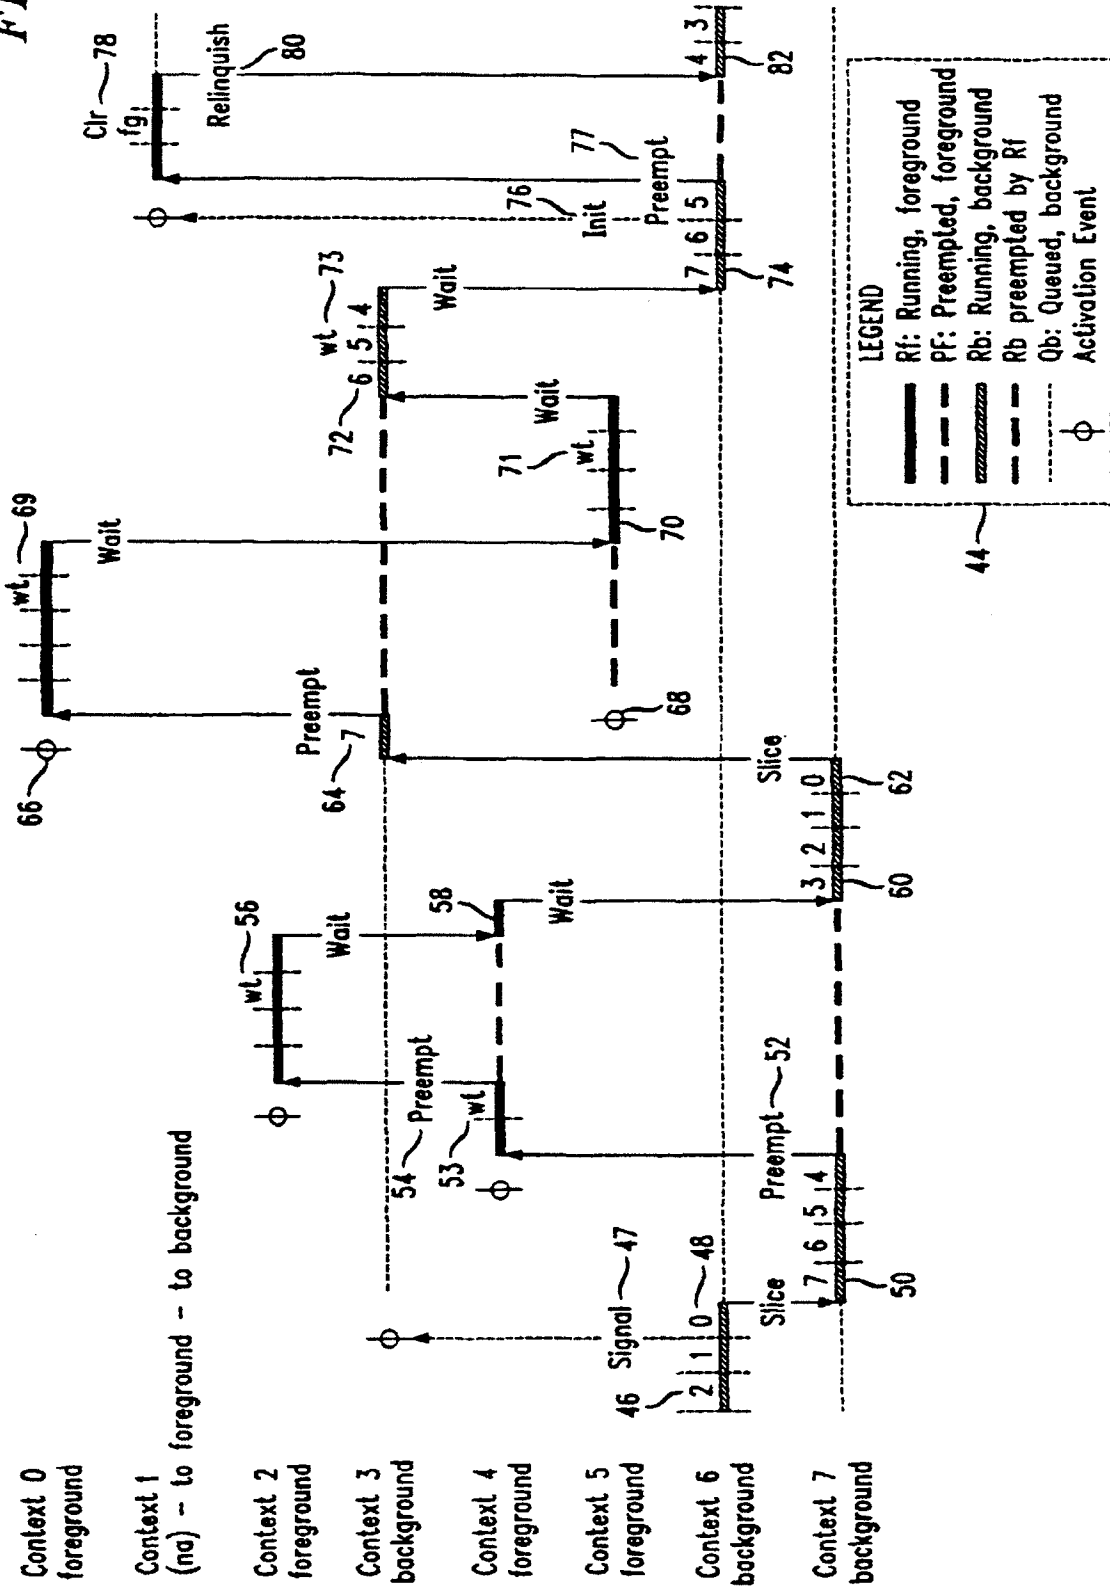 Context 0
foreground
66
Preempt
wt
69
Wait
Context 1
(na) - to foreground - to background
Init
76
Clr
78
fg
Relinquish
80
Context 2
foreground
wt
56
Wait
Context 3
background
54
Preempt
64
7
72
6
5
4
wt
73
Wait
Context 4
foreground
53
wt
58
Wait
Context 5
foreground
68
70
71
wt
Wait
Context 6
background
46
2
1
0
Signal
47
48
Slice
7
6
5
74
Preempt
77
4
3
82
Context 7
background
7
6
5
4
50
Preempt
52
3
2
1
0
60
62
Slice
44
LEGEND
Rf: Running, foreground
PF: Preempted, foreground
Rb: Running, background
Rb preempted by Rf
Qb: Queued, background
Activation Event